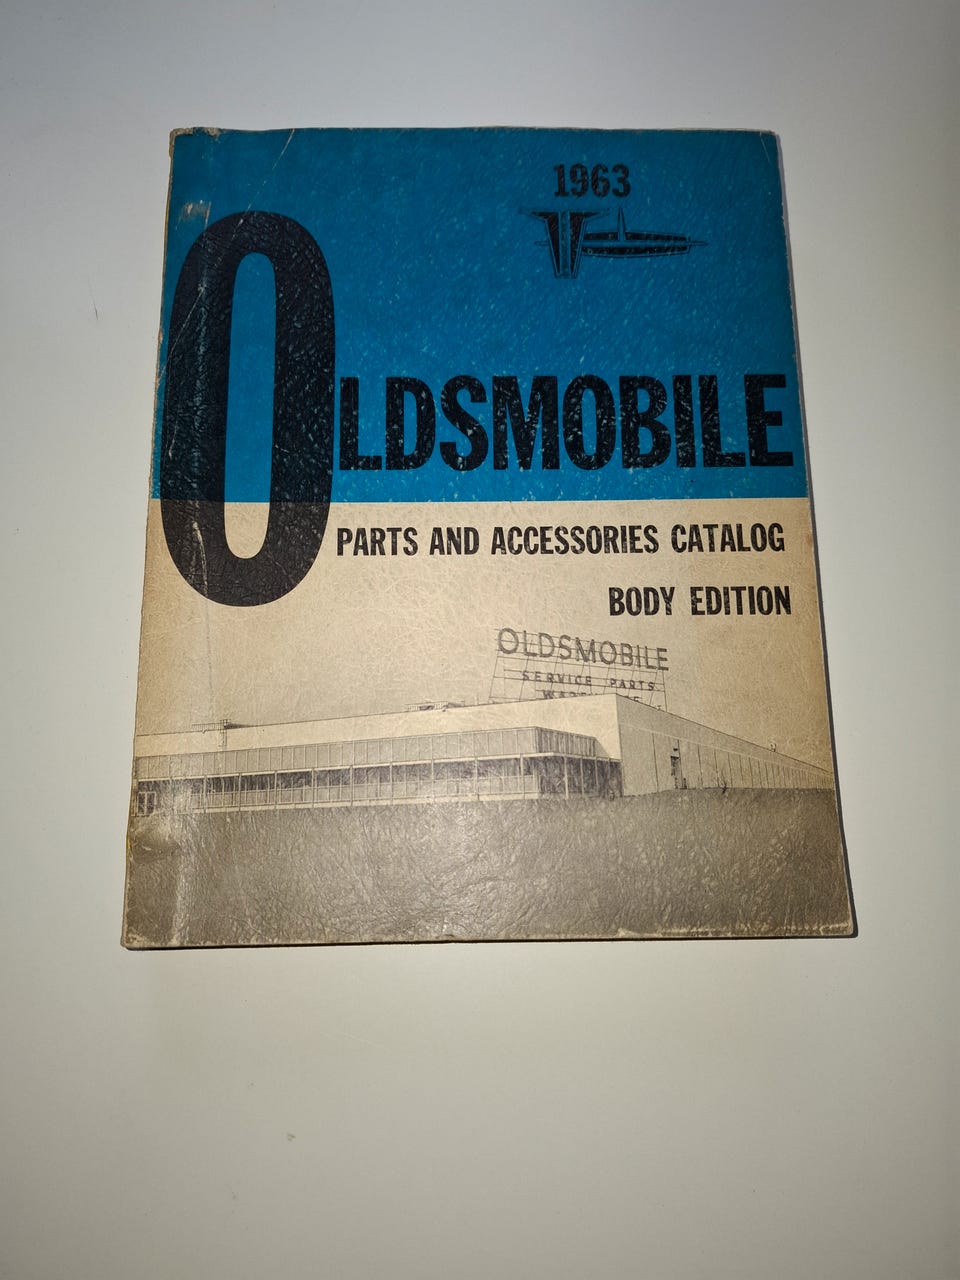 1963
OLDSMOBILE
PARTS AND ACCESSORIES CATALOG
BODY EDITION
OLDSMOBILE
SERVICE PARTS